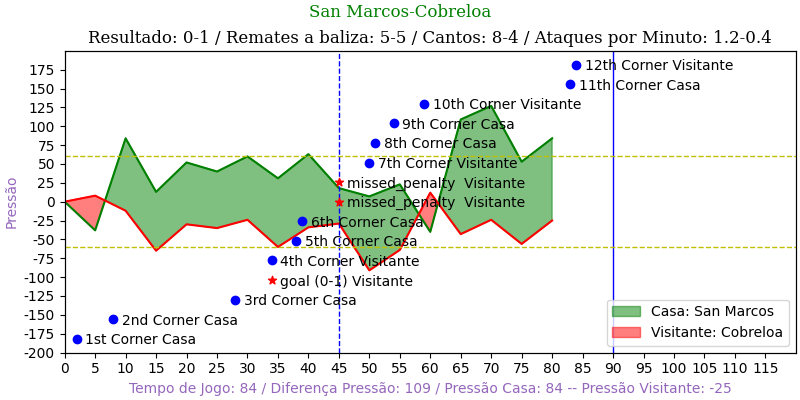 San Marcos-Cobreloa
Resultado: 0-1 / Remates a baliza: 5-5 / Cantos: 8-4 / Ataques por Minuto: 1.2-0.4
Pressão
175
150
125
100
75
50
25
0
-25
-50
-75
-100
-125
-150
-175
-200
12th Corner Visitante
11th Corner Casa
10th Corner Visitante
9th Corner Casa
8th Corner Casa
7th Corner Visitante
missed_penalty  Visitante
missed_penalty  Visitante
6th Corner Casa
5th Corner Casa
4th Corner Visitante
goal (0-1) Visitante
3rd Corner Casa
2nd Corner Casa
1st Corner Casa
Casa: San Marcos
Visitante: Cobreloa
0 5 10 15 20 25 30 35 40 45 50 55 60 65 70 75 80 85 90 95 100 105 110 115
Tempo de Jogo: 84 / Diferença Pressão: 109 / Pressão Casa: 84 -- Pressão Visitante: -25